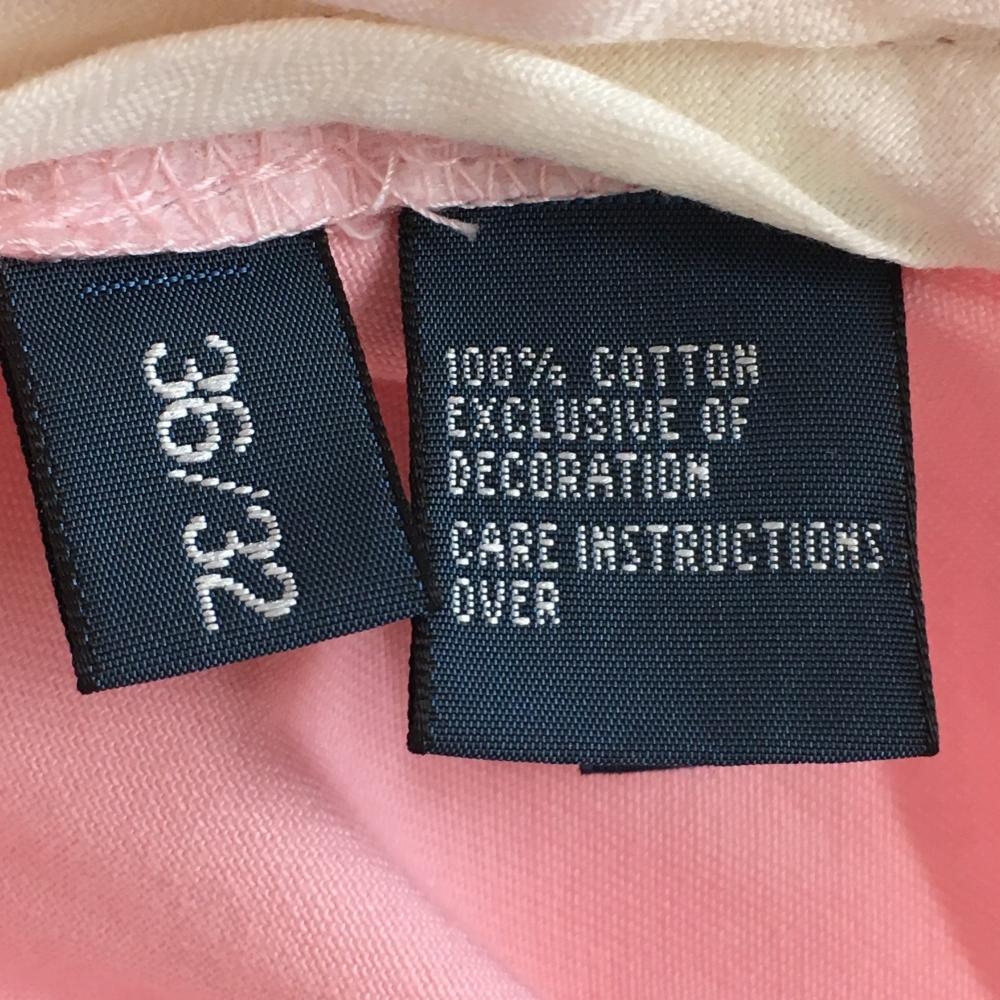 36/32
100% COTTON
EXCLUSIVE OF
DECORATION
CARE INSTRUCTIONS
OVER